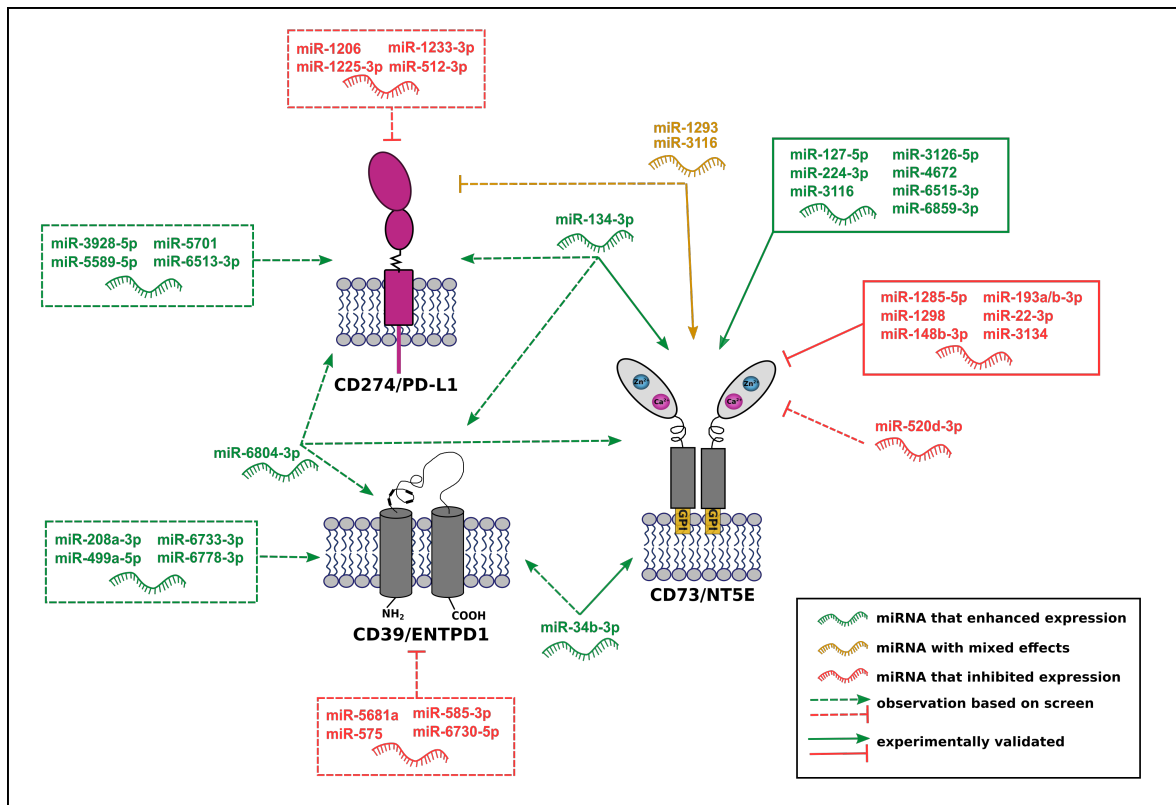 miR-1206 miR-1233-3p
miR-1225-3p miR-512-3p
miR-1293
miR-3116
miR-127-5p miR-3126-5p
miR-224-3p miR-4672
miR-3116 miR-6515-3p
miR-6859-3p
miR-134-3p
miR-3928-5p miR-5701
miR-5589-5p miR-6513-3p
miR-1285-5p miR-193a/b-3p
miR-1298 miR-22-3p
miR-148b-3p miR-3134
CD274/PD-L1
Zn²⁺ Zn²⁺
Ca²⁺ Ca²⁺
miR-520d-3p
miR-6804-3p
GPI GPI
miR-208a-3p miR-6733-3p
miR-499a-5p miR-6778-3p
CD73/NT5E
NH₂ COOH
CD39/ENTPD1
miR-34b-3p
miR-5681a miR-585-3p
miR-575 miR-6730-5p
miRNA that enhanced expression
miRNA with mixed effects
miRNA that inhibited expression
observation based on screen
experimentally validated